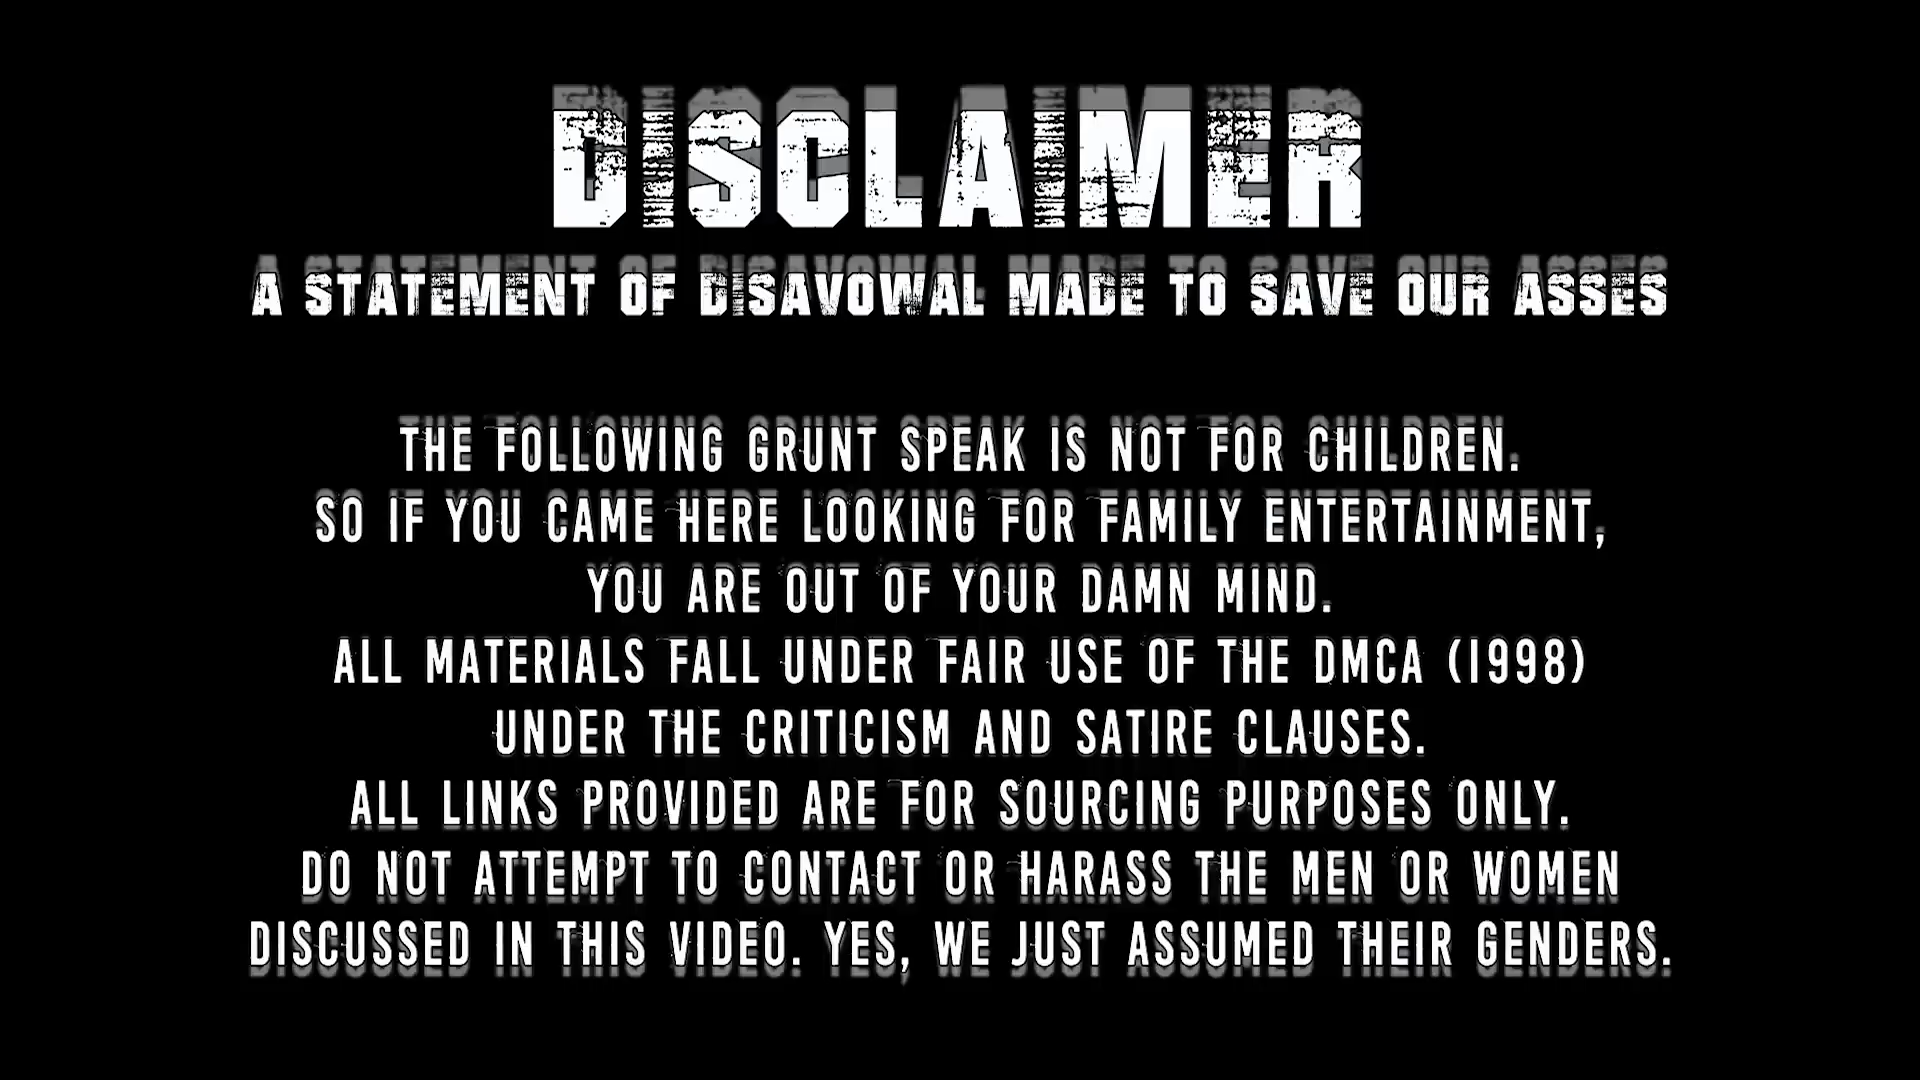 DISCLAIMER
A STATEMENT OF DISAVOWAL MADE TO SAVE OUR ASSES
THE FOLLOWING GRUNT SPEAK IS NOT FOR CHILDREN.
SO IF YOU CAME HERE LOOKING FOR FAMILY ENTERTAINMENT,
YOU ARE OUT OF YOUR DAMN MIND.
ALL MATERIALS FALL UNDER FAIR USE OF THE DMCA (1998)
UNDER THE CRITICISM AND SATIRE CLAUSES.
ALL LINKS PROVIDED ARE FOR SOURCING PURPOSES ONLY.
DO NOT ATTEMPT TO CONTACT OR HARASS THE MEN OR WOMEN
DISCUSSED IN THIS VIDEO. YES, WE JUST ASSUMED THEIR GENDERS.